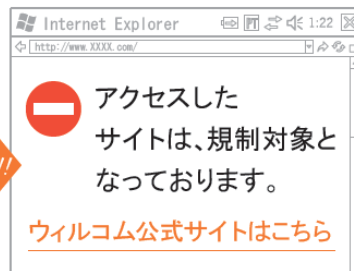 Internet Explorer 1:22
http://www.XXXX.com/
アクセスした
サイトは、規制対象と
なっております。
!!
ウィルコム公式サイトはこちら